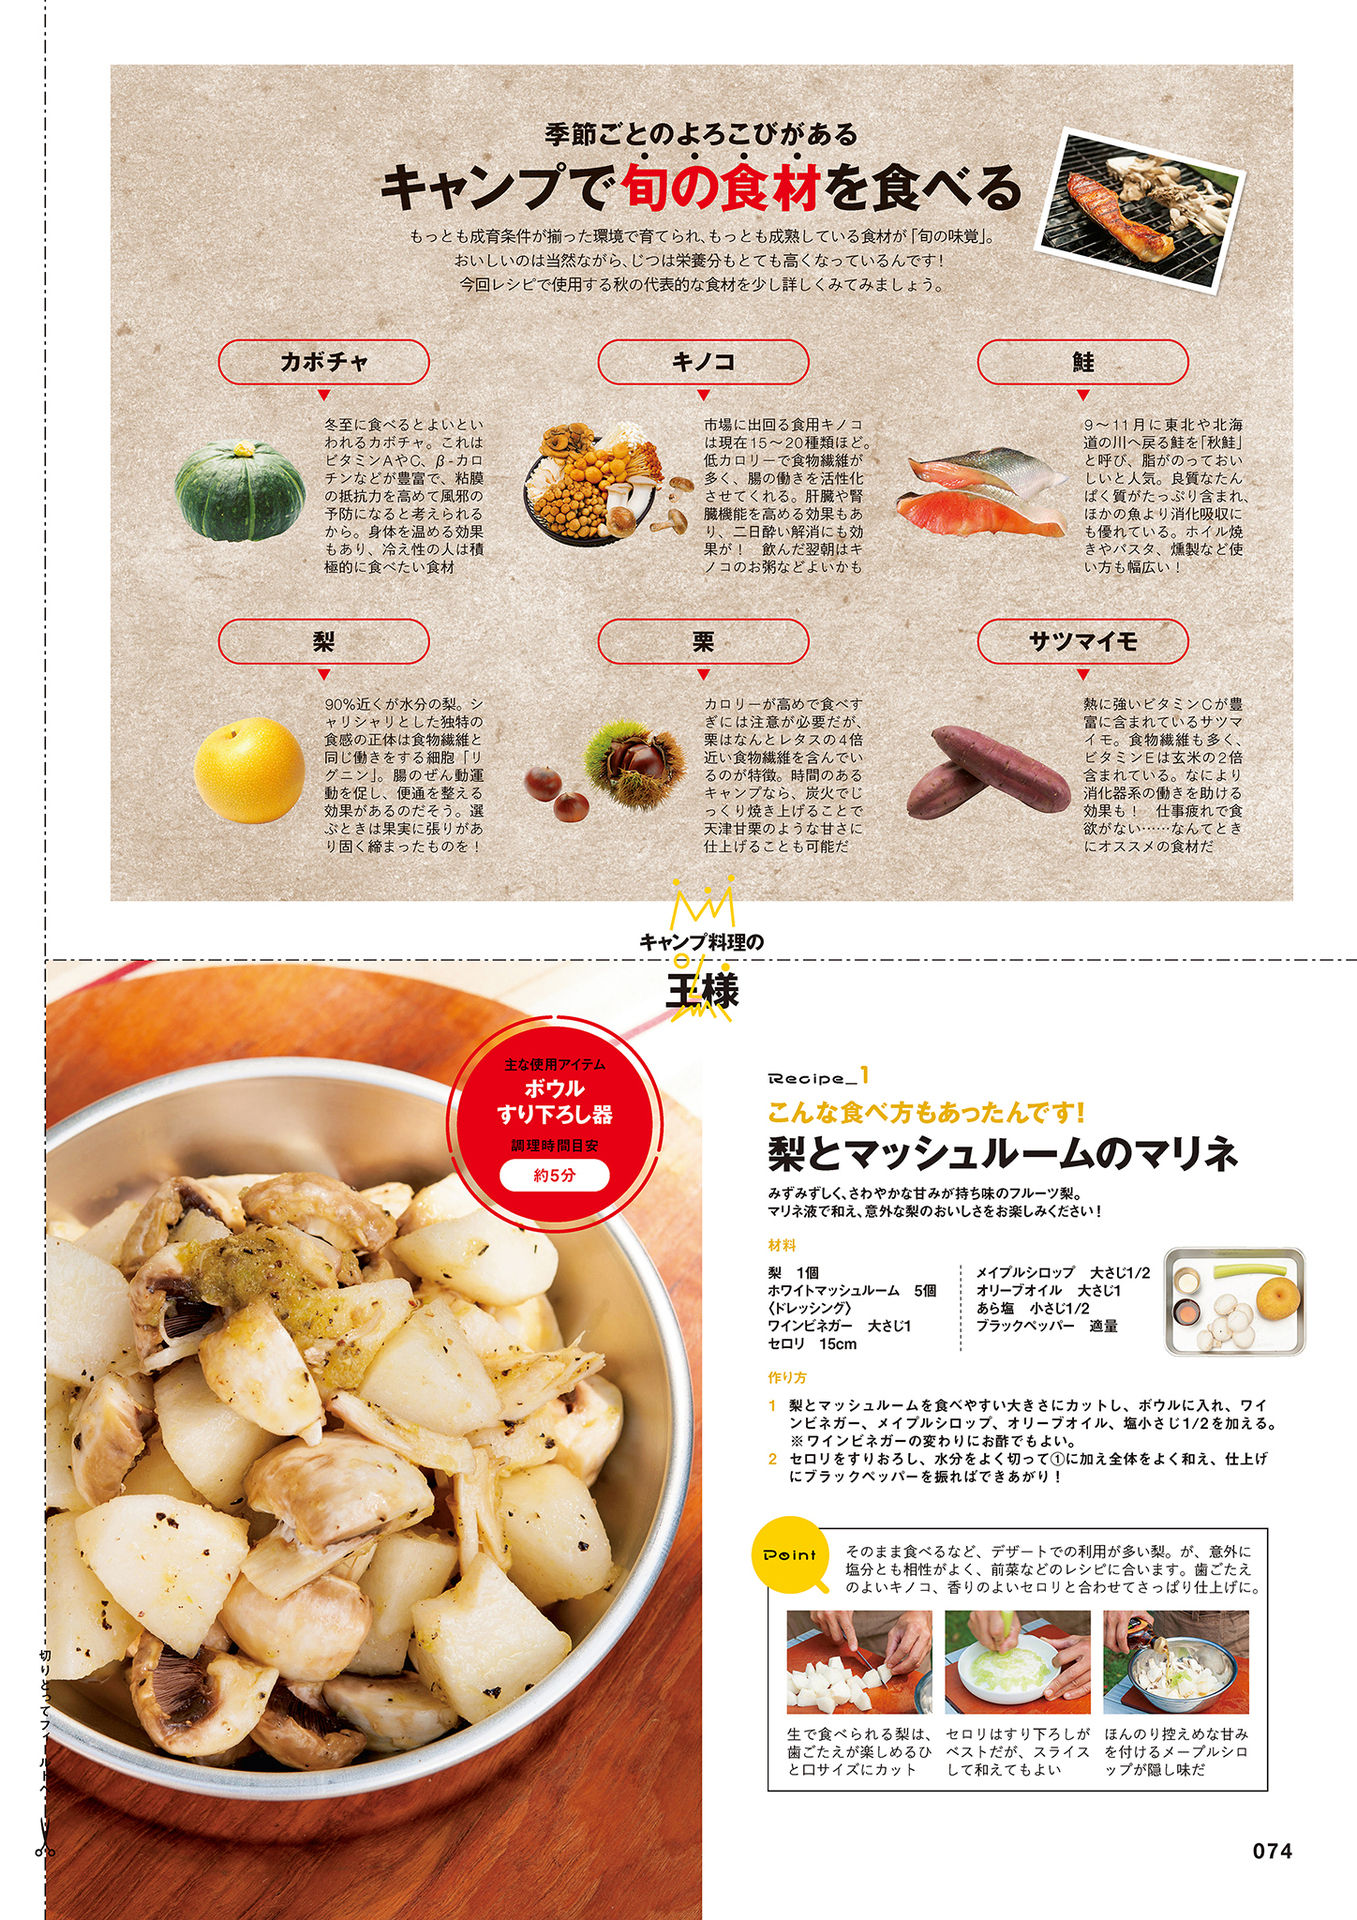 季節ごとのよろこびがある
キャンプで旬の食材を食べる
もっとも成育条件が揃った環境で育てられ、もっとも成熟している食材が「旬の味覚」。
おいしいのは当然ながら、じつは栄養分もとても高くなっているんです！
今回レシピで使用する秋の代表的な食材を少し詳しくみてみましょう。
カボチャ
冬至に食べるとよいとい
われるカボチャ。これは
ビタミンAやC、β-カロ
チンなどが豊富で、粘膜
の抵抗力を高めて風邪の
予防になると考えられる
から。身体を温める効果
もあり、冷え性の人は積
極的に食べたい食材
キノコ
市場に出回る食用キノコ
は現在15〜20種類ほど。
低カロリーで食物繊維が
多く、腸の働きを活性化
させてくれる。肝臓や腎
臓機能を高める効果もあ
り、二日酔い解消にも効
果が！　飲んだ翌朝はキ
ノコのお粥などよいかも
鮭
9〜11月に東北や北海
道の川へ戻る鮭を「秋鮭」
と呼び、脂がのっておい
しいと人気。良質なたん
ぱく質がたっぷり含まれ、
ほかの魚より消化吸収に
も優れている。ホイル焼
きやパスタ、燻製など使
い方も幅広い！
梨
90%近くが水分の梨。シ
ャリシャリとした独特の
食感の正体は食物繊維と
同じ働きをする細胞「リ
グニン」。腸のぜん動運
動を促し、便通を整える
効果があるのだそう。選
ぶときは果実に張りがあ
り固く締まったものを！
栗
カロリーが高めで食べす
ぎには注意が必要だが、
栗はなんとレタスの4倍
近い食物繊維を含んでい
るのが特徴。時間のある
キャンプなら、炭火でじ
っくり焼き上げることで
天津甘栗のような甘さに
仕上げることも可能だ
サツマイモ
熱に強いビタミンCが豊
富に含まれているサツマ
イモ。食物繊維も多く、
ビタミンEは玄米の2倍
含まれている。なにより
消化器系の働きを助ける
効果も！　仕事疲れで食
欲がない……なんてとき
にオススメの食材だ
キャンプ料理の
王様
主な使用アイテム
ボウル
すり下ろし器
調理時間目安
約5分
Recipe_1
こんな食べ方もあったんです！
梨とマッシュルームのマリネ
みずみずしく、さわやかな甘みが持ち味のフルーツ梨。
マリネ液で和え、意外な梨のおいしさをお楽しみください！
材料
梨　1個
ホワイトマッシュルーム　5個
〈ドレッシング〉
ワインビネガー　大さじ1
セロリ　15cm
メイプルシロップ　大さじ1/2
オリーブオイル　大さじ1
あら塩　小さじ1/2
ブラックペッパー　適量
作り方
1　梨とマッシュルームを食べやすい大きさにカットし、ボウルに入れ、ワイ
ンビネガー、メイプルシロップ、オリーブオイル、塩小さじ1/2を加える。
※ワインビネガーの変わりにお酢でもよい。
2　セロリをすりおろし、水分をよく切って①に加え全体をよく和え、仕上げ
にブラックペッパーを振ればできあがり！
Point
そのまま食べるなど、デザートでの利用が多い梨。が、意外に
塩分とも相性がよく、前菜などのレシピに合います。歯ごたえ
のよいキノコ、香りのよいセロリと合わせてさっぱり仕上げに。
生で食べられる梨は、
歯ごたえが楽しめるひ
と口サイズにカット
セロリはすり下ろしが
ベストだが、スライス
して和えてもよい
ほんのり控えめな甘み
を付けるメープルシロ
ップが隠し味だ
切りとってフィールドへ
074